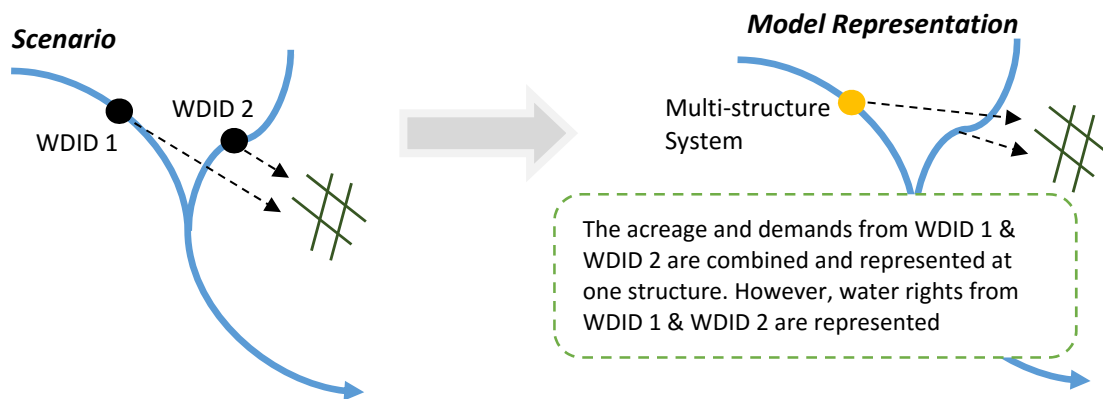 Scenario
WDID 1
WDID 2
Model Representation
Multi-structure
System
The acreage and demands from WDID 1 &
WDID 2 are combined and represented at
one structure. However, water rights from
WDID 1 & WDID 2 are represented